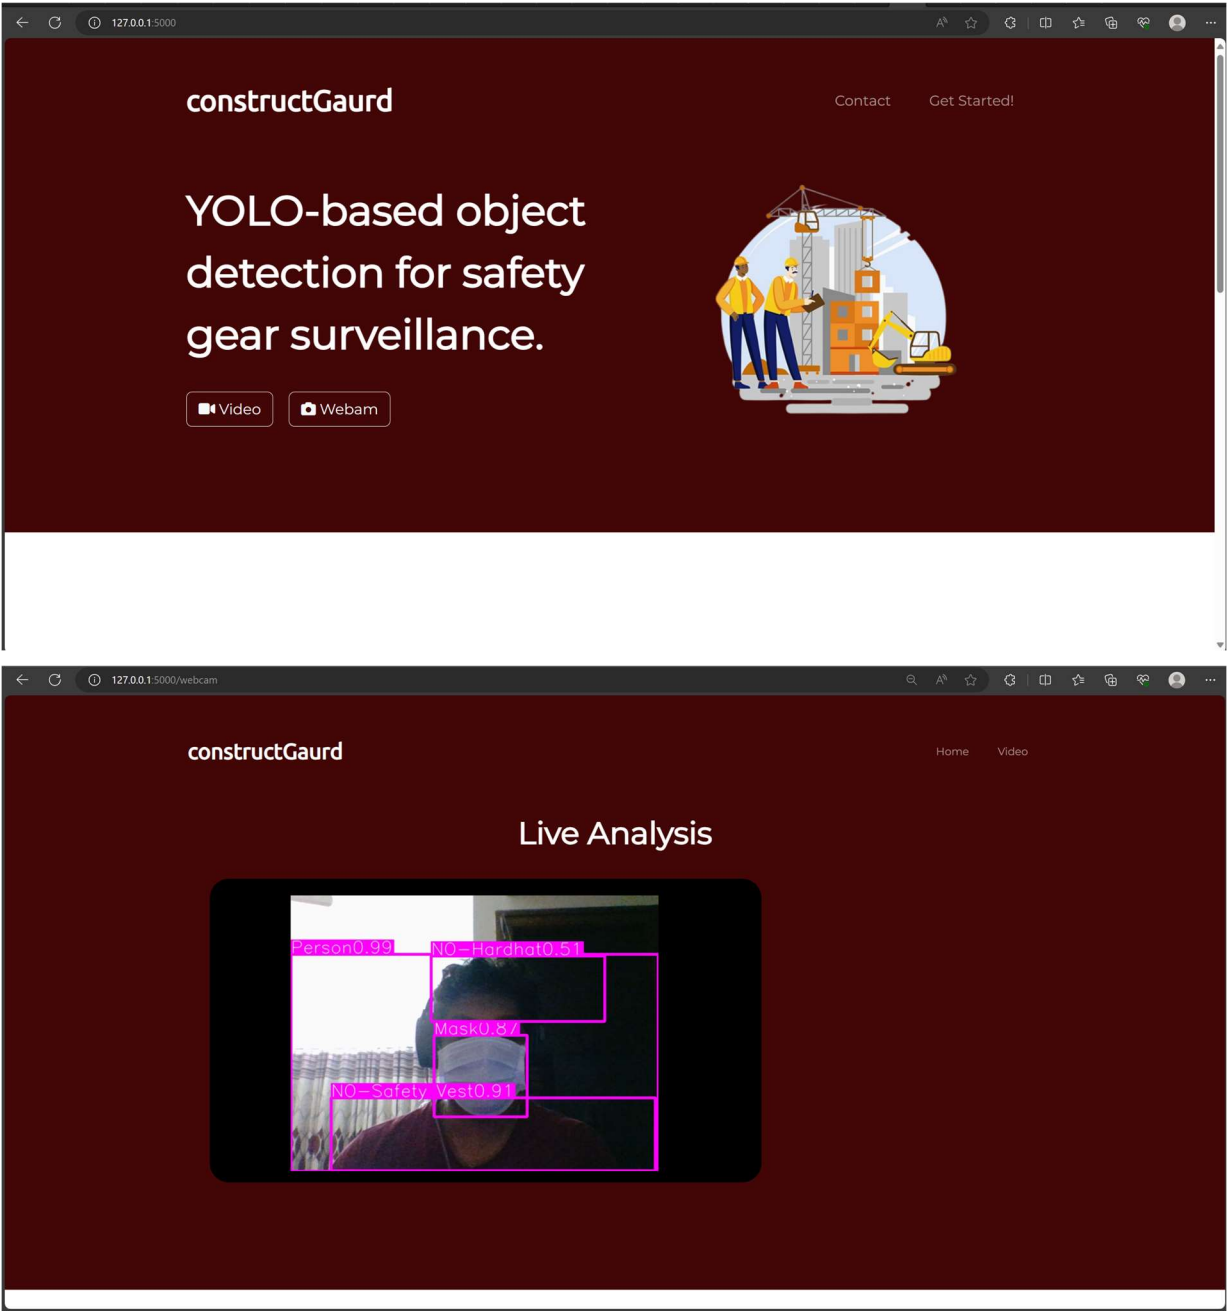 127.0.0.1:5000
constructGaurd
Contact
Get Started!
YOLO-based object
detection for safety
gear surveillance.
Video
Webam
127.0.0.1:5000/webcam
constructGaurd
Home
Video
Live Analysis
Person0.99
NO-Hardhat0.51
Mask0.87
NO-Safety Vest0.91